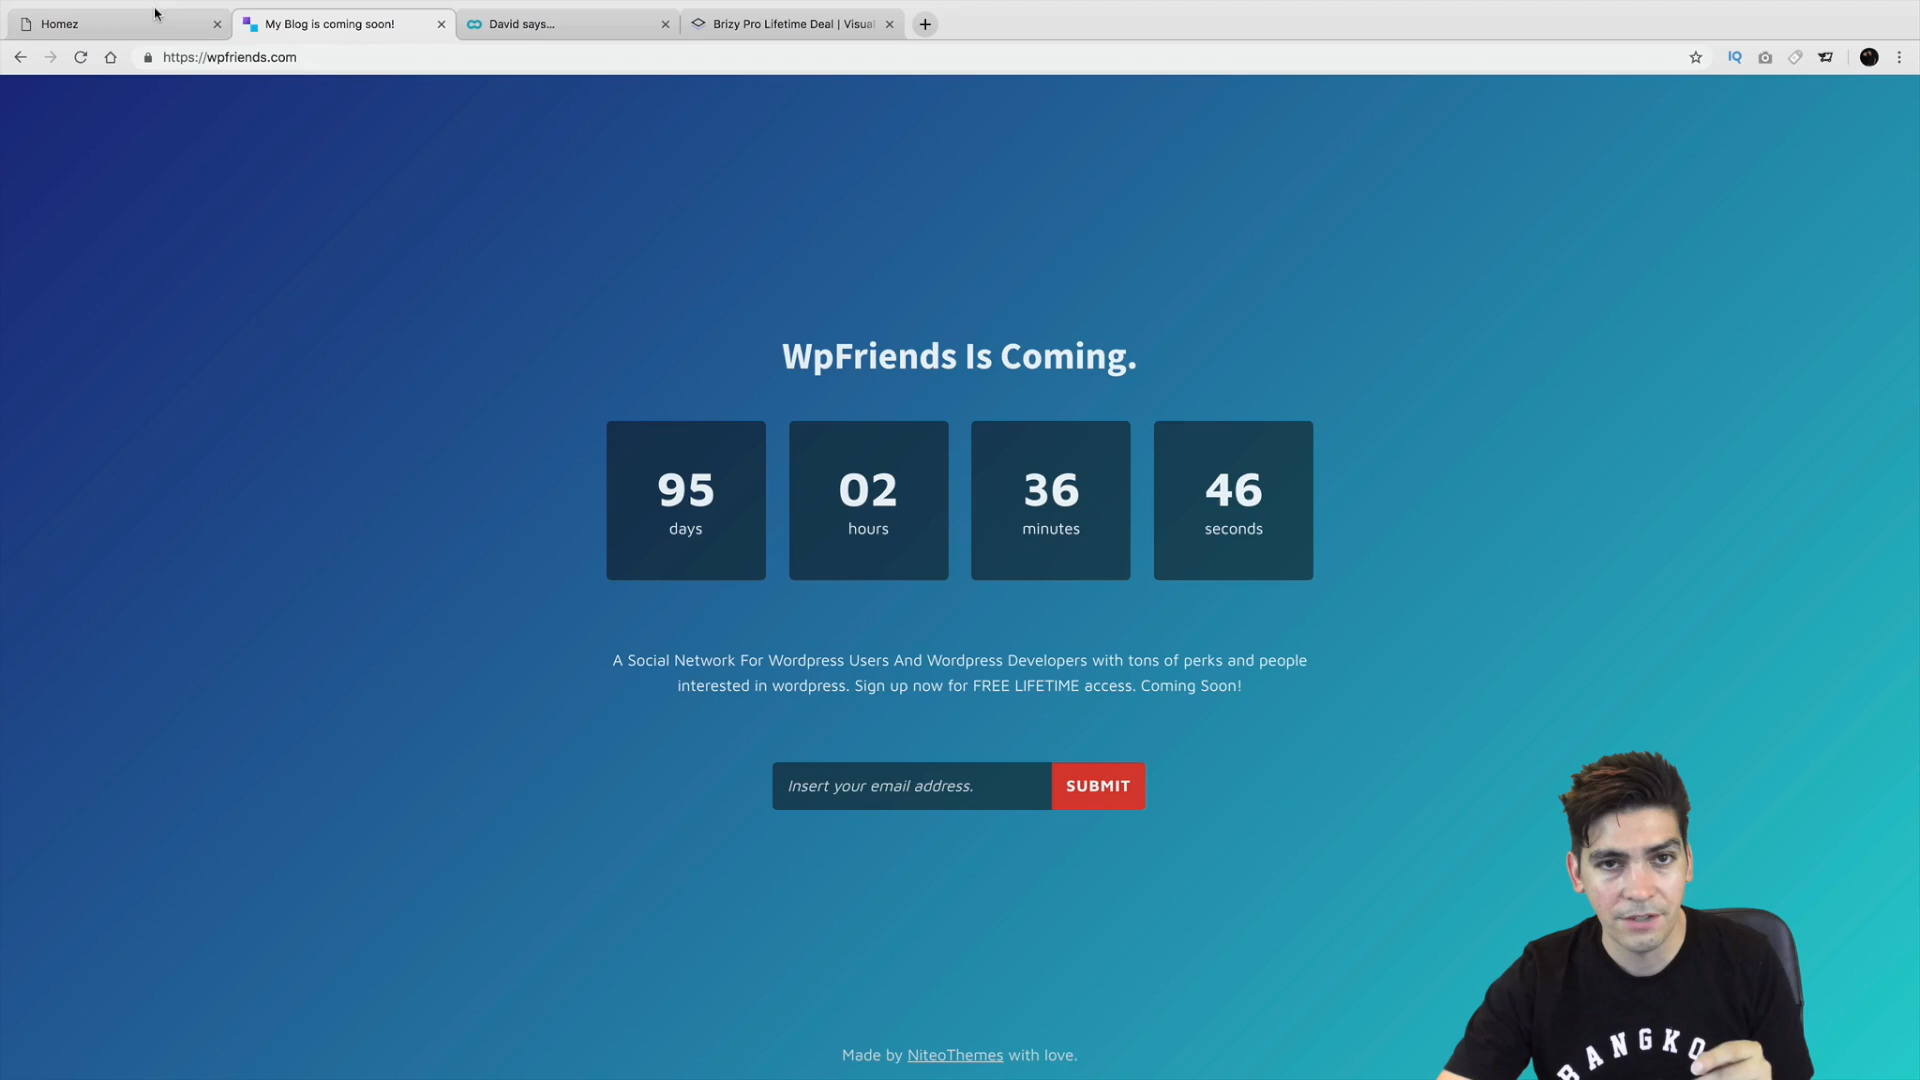 Homez
My Blog is coming soon!
David says...
Brizy Pro Lifetime Deal | Visual
https://wpfriends.com
IQ
WpFriends Is Coming.
95
days
02
hours
36
minutes
46
seconds
A Social Network For Wordpress Users And Wordpress Developers with tons of perks and people
interested in wordpress. Sign up now for FREE LIFETIME access. Coming Soon!
Insert your email address.
SUBMIT
BANGKO
Made by NiteoThemes with love.